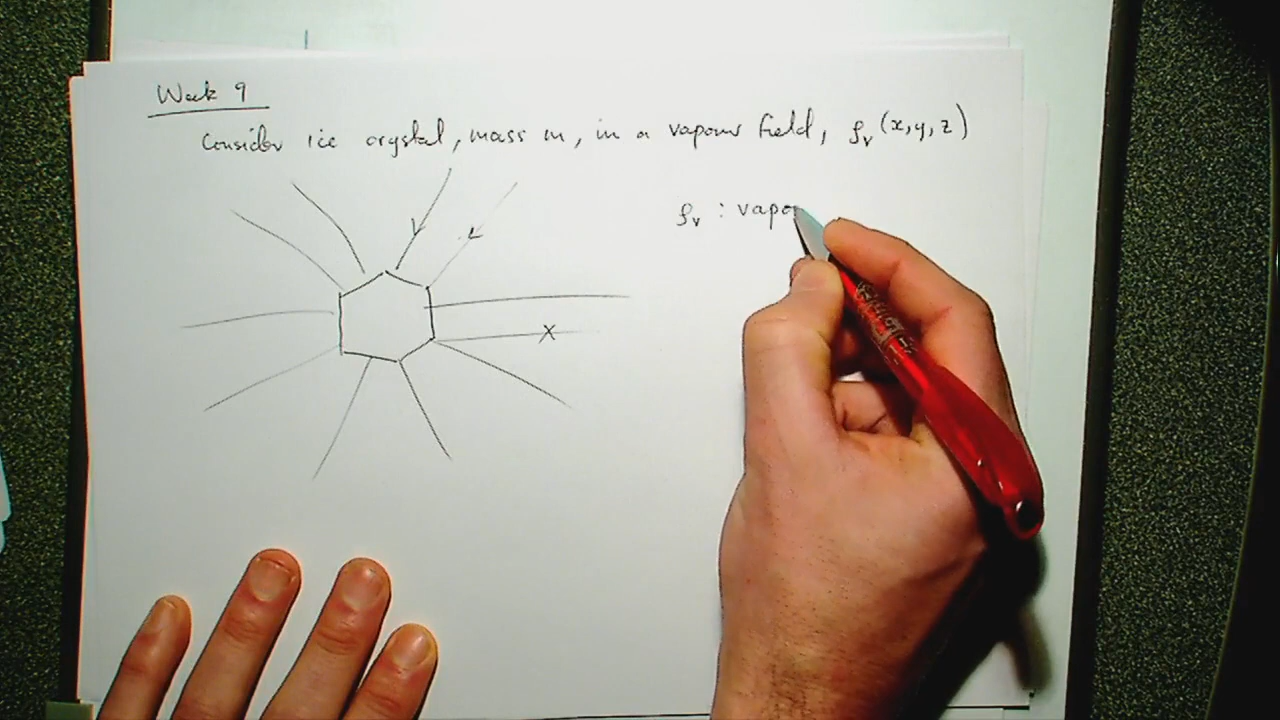 Week 9
Consider ice crystal, mass m, in a vapour field, ρᵥ(x,y,z)
ρᵥ : vapo